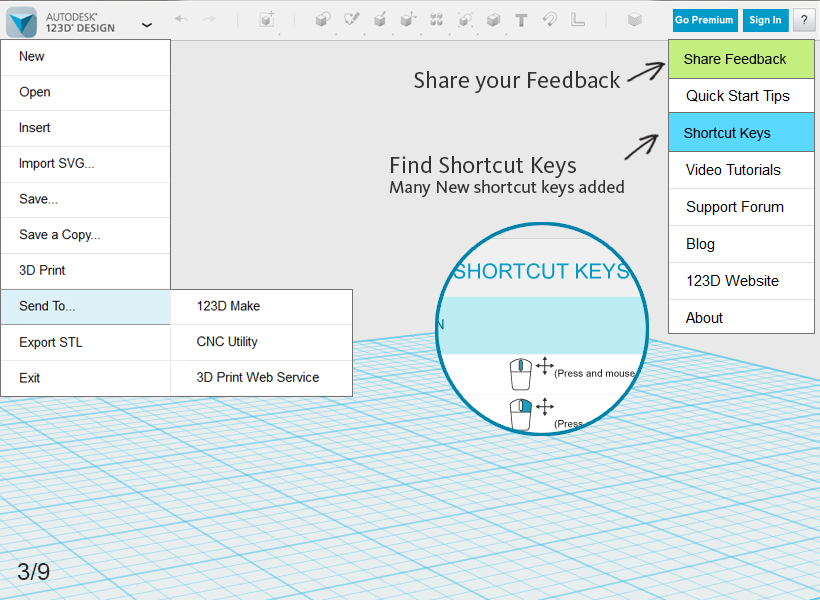 AUTODESK®
123D® DESIGN
T
Go Premium
Sign In
?
New
Open
Insert
Import SVG...
Save...
Save a Copy...
3D Print
Send To...
Export STL
Exit
123D Make
CNC Utility
3D Print Web Service
Share your Feedback
Find Shortcut Keys
Many New shortcut keys added
Share Feedback
Quick Start Tips
Shortcut Keys
Video Tutorials
Support Forum
Blog
123D Website
About
SHORTCUT KEYS
N
(Press and mouse
(Press
3/9